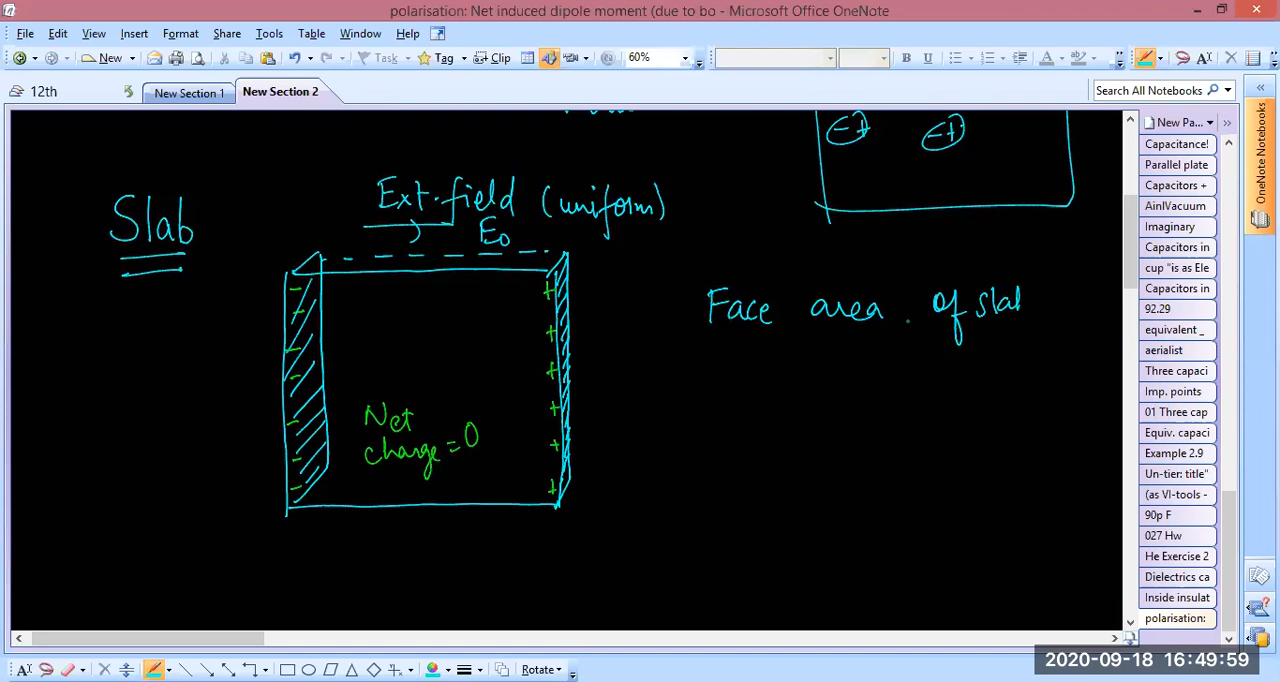 polarisation: Net induced dipole moment (due to bo - Microsoft Office OneNote
File Edit View Insert Format Share Tools Table Window Help
New Task Tag Clip 60% B U A
12th New Section 1 New Section 2 Search All Notebooks
New Pa...
OneNote Notebooks
Capacitance!
Parallel plate
Capacitors +
AinlVacuum
Imaginary
Capacitors in
cup "is as Ele
Capacitors in
92.29
equivalent _
aerialist
Three capaci
Imp. points
01 Three cap
Equiv. capaci
Example 2.9
Un-tier: title"
(as VI-tools -
90p F
027 Hw
He Exercise 2
Dielectrics ca
Inside insulat
polarisation:
- + - +
Slab
Ext. field (uniform)
E₀
Face area of slab
- - - - - - -
+ + + + + +
Net
charge = 0
2020-09-18 16:49:59
Rotate